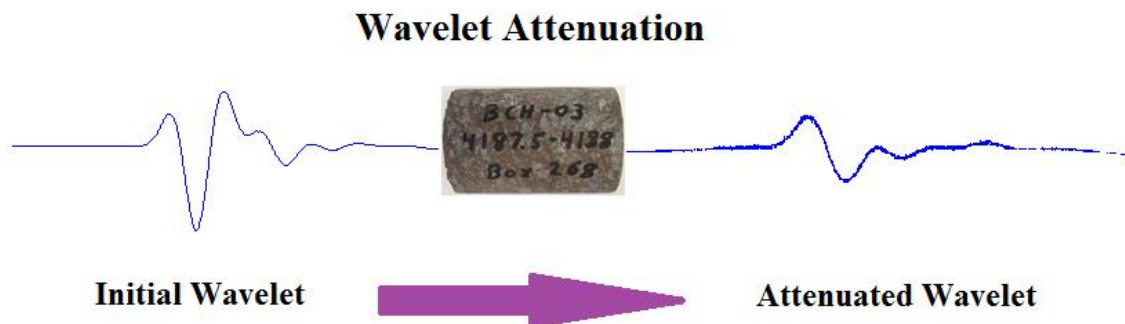 Wavelet Attenuation
BCH-03
4187.5-4188
Box 268
Initial Wavelet
Attenuated Wavelet